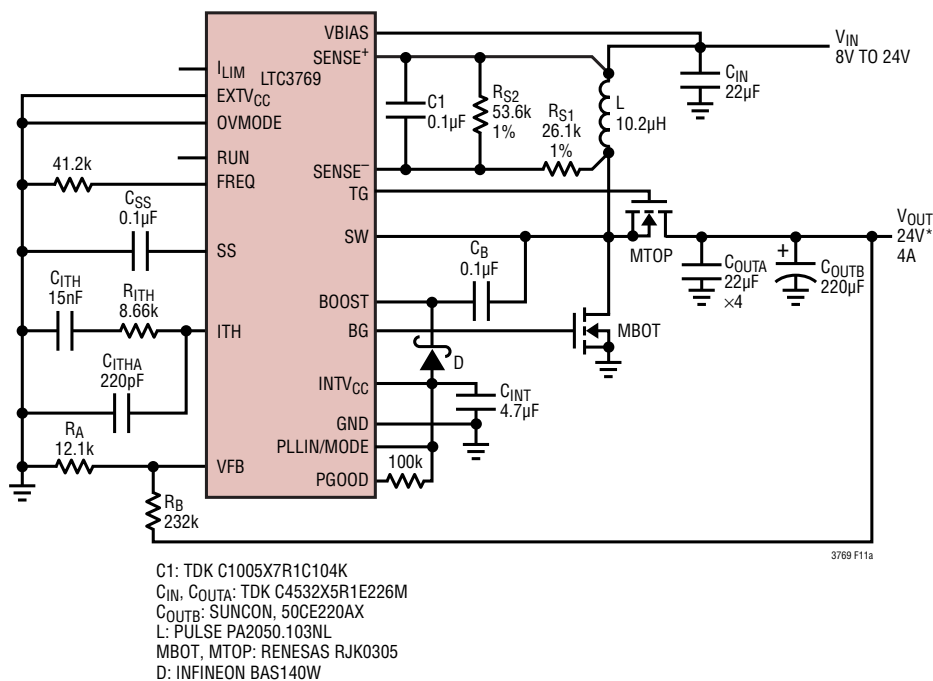 VBIAS
SENSE+
LTC3769
ILIM
EXTVCC
OVMODE
RUN
FREQ
41.2k
CSS
0.1µF
SS
CITH
15nF
RITH
8.66k
ITH
CITHA
220pF
RA
12.1k
VFB
RB
232k
C1
0.1µF
RS2
53.6k
1%
RS1
26.1k
1%
SENSE–
TG
SW
CB
0.1µF
BOOST
BG
D
INTVCC
CINT
4.7µF
GND
PLLIN/MODE
PGOOD
100k
L
10.2µH
VIN
8V TO 24V
CIN
22µF
MTOP
MBOT
VOUT
24V*
4A
COUTA
22µF
×4
+
COUTB
220µF
3769 F11a
C1: TDK C1005X7R1C104K
CIN, COUTA: TDK C4532X5R1E226M
COUTB: SUNCON, 50CE220AX
L: PULSE PA2050.103NL
MBOT, MTOP: RENESAS RJK0305
D: INFINEON BAS140W